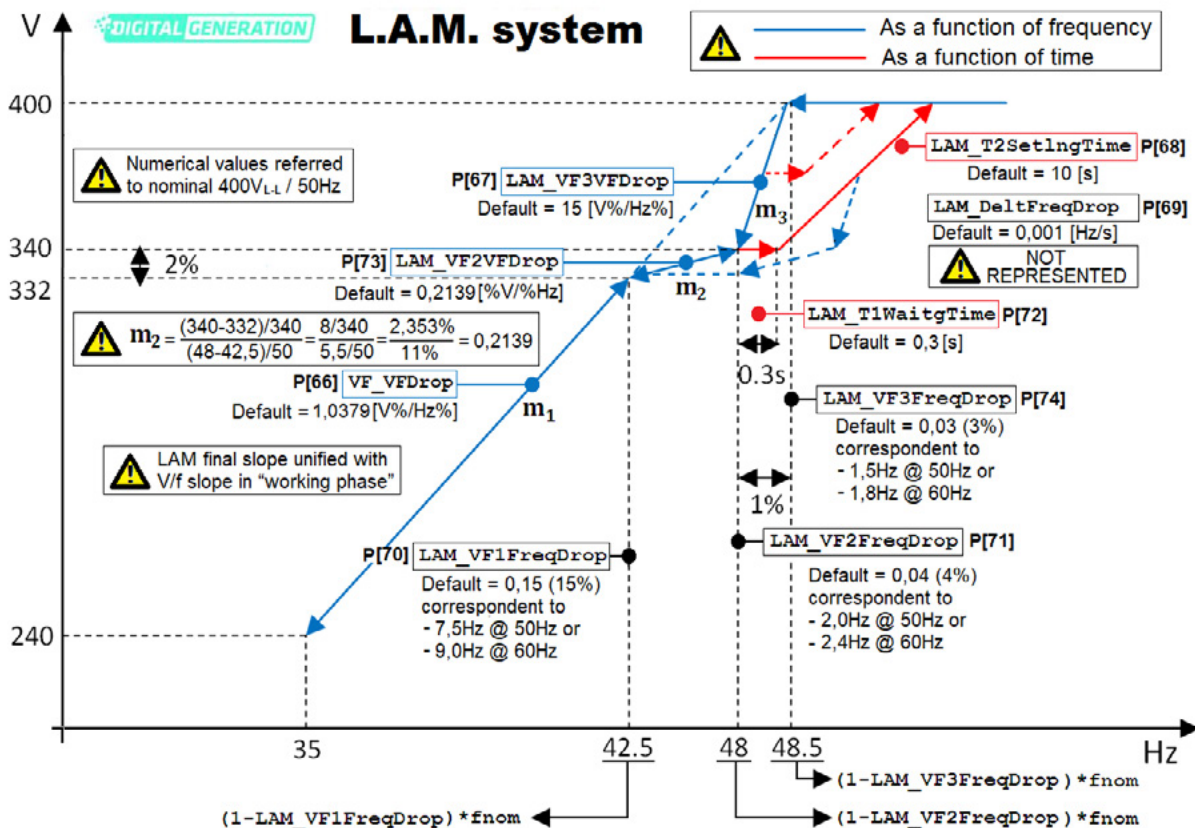 V
DIGITAL GENERATION
L.A.M. system
As a function of frequency
As a function of time
400
Numerical values referred
to nominal 400V L-L / 50Hz
P[67] LAM_VF3VFDrop
Default = 15 [V%/Hz%]
m3
LAM_T2SetlngTime P[68]
Default = 10 [s]
LAM_DeltFreqDrop P[69]
Default = 0,001 [Hz/s]
NOT
REPRESENTED
340
2%
332
P[73] LAM_VF2VFDrop
Default = 0,2139 [%V/%Hz]
m2
m2 = (340-332)/340 / (48-42,5)/50 = 8/340 / 5,5/50 = 2,353% / 11% = 0,2139
LAM_T1WaitgTime P[72]
Default = 0,3 [s]
0.3s
P[66] VF_VFDrop
Default = 1,0379 [V%/Hz%]
m1
LAM_VF3FreqDrop P[74]
Default = 0,03 (3%)
correspondent to
- 1,5Hz @ 50Hz or
- 1,8Hz @ 60Hz
LAM final slope unified with
V/f slope in “working phase”
1%
P[70] LAM_VF1FreqDrop
Default = 0,15 (15%)
correspondent to
- 7,5Hz @ 50Hz or
- 9,0Hz @ 60Hz
LAM_VF2FreqDrop P[71]
Default = 0,04 (4%)
correspondent to
- 2,0Hz @ 50Hz or
- 2,4Hz @ 60Hz
240
35
42.5
48
48.5
Hz
(1-LAM_VF3FreqDrop)*fnom
(1-LAM_VF1FreqDrop)*fnom
(1-LAM_VF2FreqDrop)*fnom